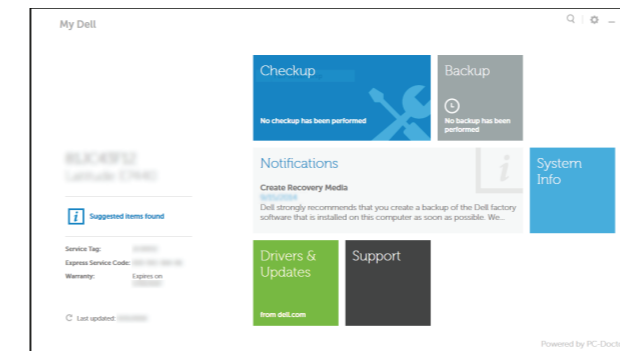 My Dell
Checkup
No checkup has been performed
Backup
No backup has been
performed
Suggested items found
Service Tag:
Express Service Code:
Warranty: Expires on
Last updated:
Notifications
Create Recovery Media
Dell strongly recommends that you create a backup of the Dell factory
software that is installed on this computer as soon as possible. We...
System
Info
Drivers &
Updates
from dell.com
Support
Powered by PC-Doct